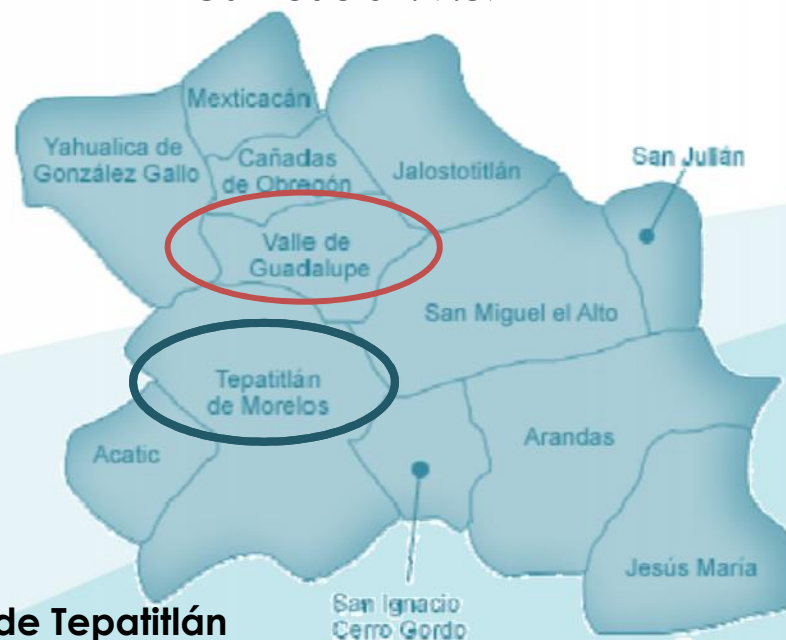 Mexticacán
Yahualica de
González Gallo
Cañadas
de Obregón
Jalostotitlán
San Julián
Valle de
Guadalupe
San Miguel el Alto
Tepatitlán
de Morelos
Arandas
Acatic
Jesús María
San Ignacio
Cerro Gordo
de Tepatitlán